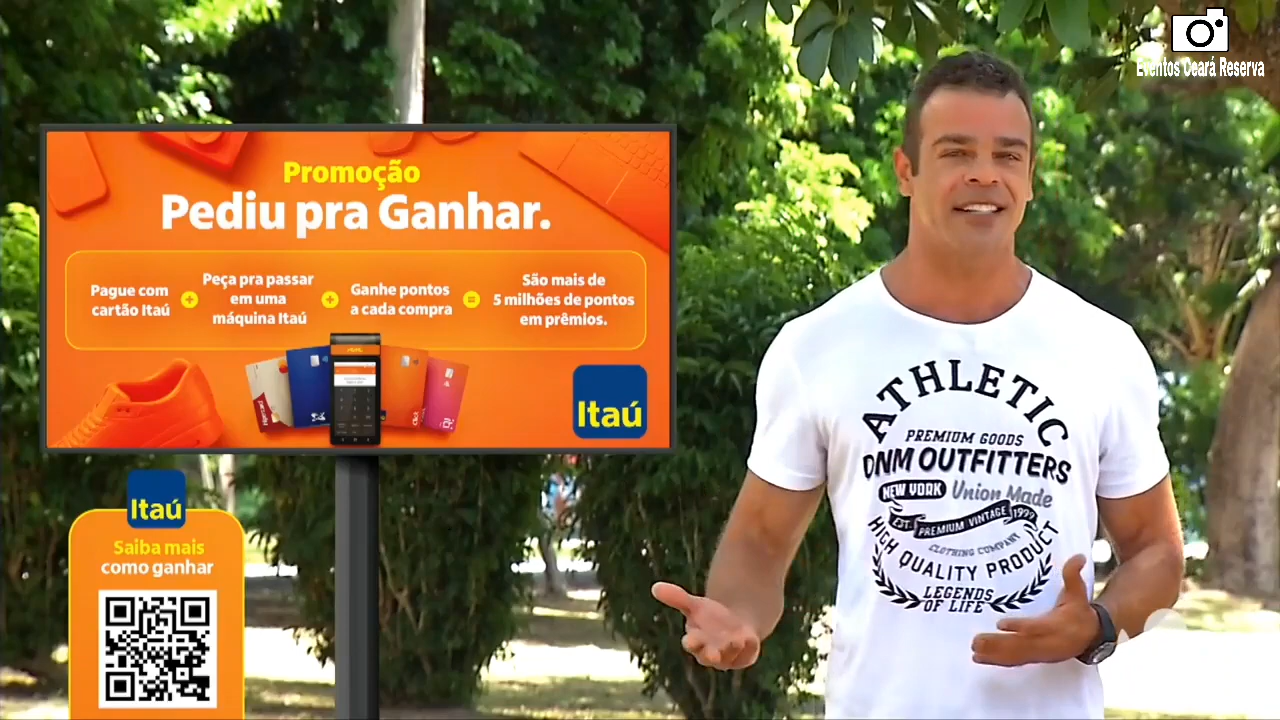 Eventos Ceará Reserva
Promoção
Pediu pra Ganhar.
Pague com
cartão Itaú
+
Peça pra passar
em uma
máquina Itaú
+
Ganhe pontos
a cada compra
=
São mais de
5 milhões de pontos
em prêmios.
Itaú
Itaú
Saiba mais
como ganhar
ATHLETIC
PREMIUM GOODS
DNM OUTFITTERS
NEW YORK Union Made
EST. PREMIUM VINTAGE 1999
CLOTHING COMPANY
HIGH QUALITY PRODUCT
LEGENDS
OF LIFE